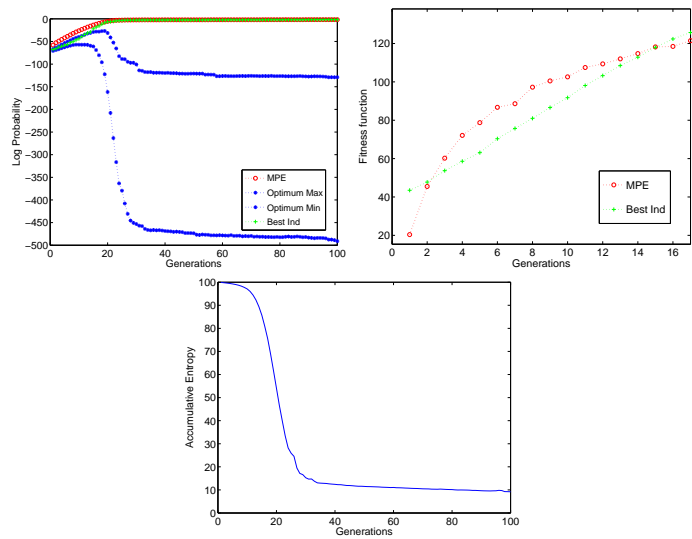 0
−50
−100
−150
−200
−250
−300
−350
−400
−450
−500
Log Probability
MPE
Optimum Max
Optimum Min
Best Ind
0 20 40 60 80 100
Generations
120
100
80
60
40
20
Fitness function
MPE
Best Ind
0 2 4 6 8 10 12 14 16
Generations
100
90
80
70
60
50
40
30
20
10
0
Accumulative Entropy
0 20 40 60 80 100
Generations